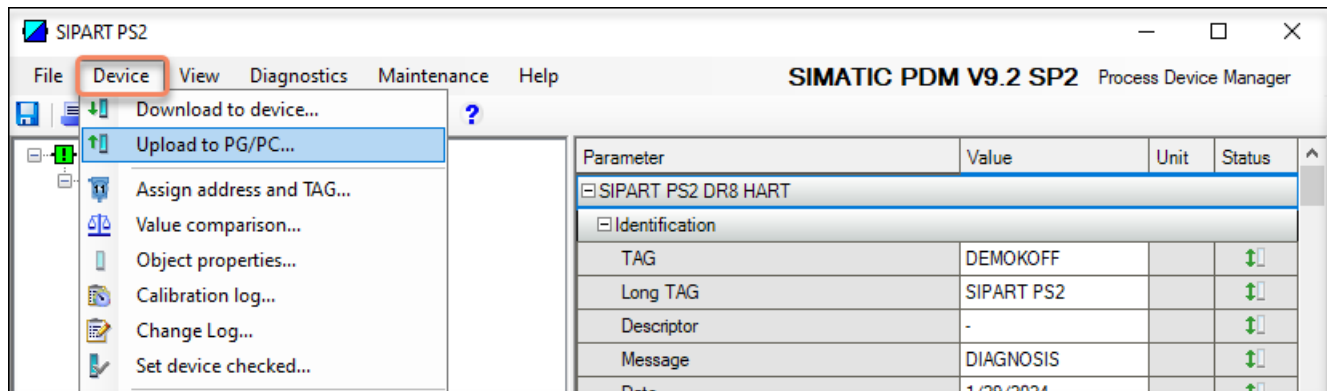 SIPART PS2
File Device View Diagnostics Maintenance Help SIMATIC PDM V9.2 SP2 Process Device Manager
Download to device...
Upload to PG/PC...
Assign address and TAG...
Value comparison...
Object properties...
Calibration log...
Change Log...
Set device checked...
Parameter Value Unit Status
SIPART PS2 DR8 HART
Identification
TAG DEMOKOFF
Long TAG SIPART PS2
Descriptor -
Message DIAGNOSIS